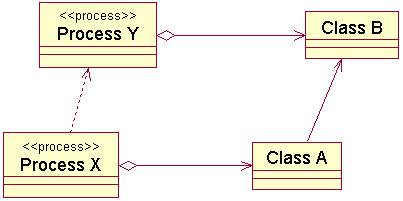 <<process>>
Process Y
Class B
<<process>>
Process X
Class A